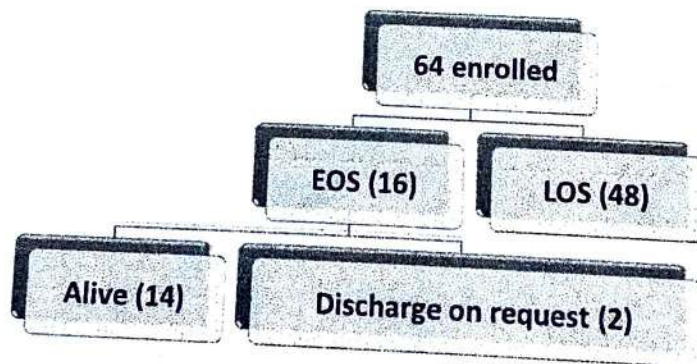 64 enrolled
EOS (16)
LOS (48)
Alive (14)
Discharge on request (2)